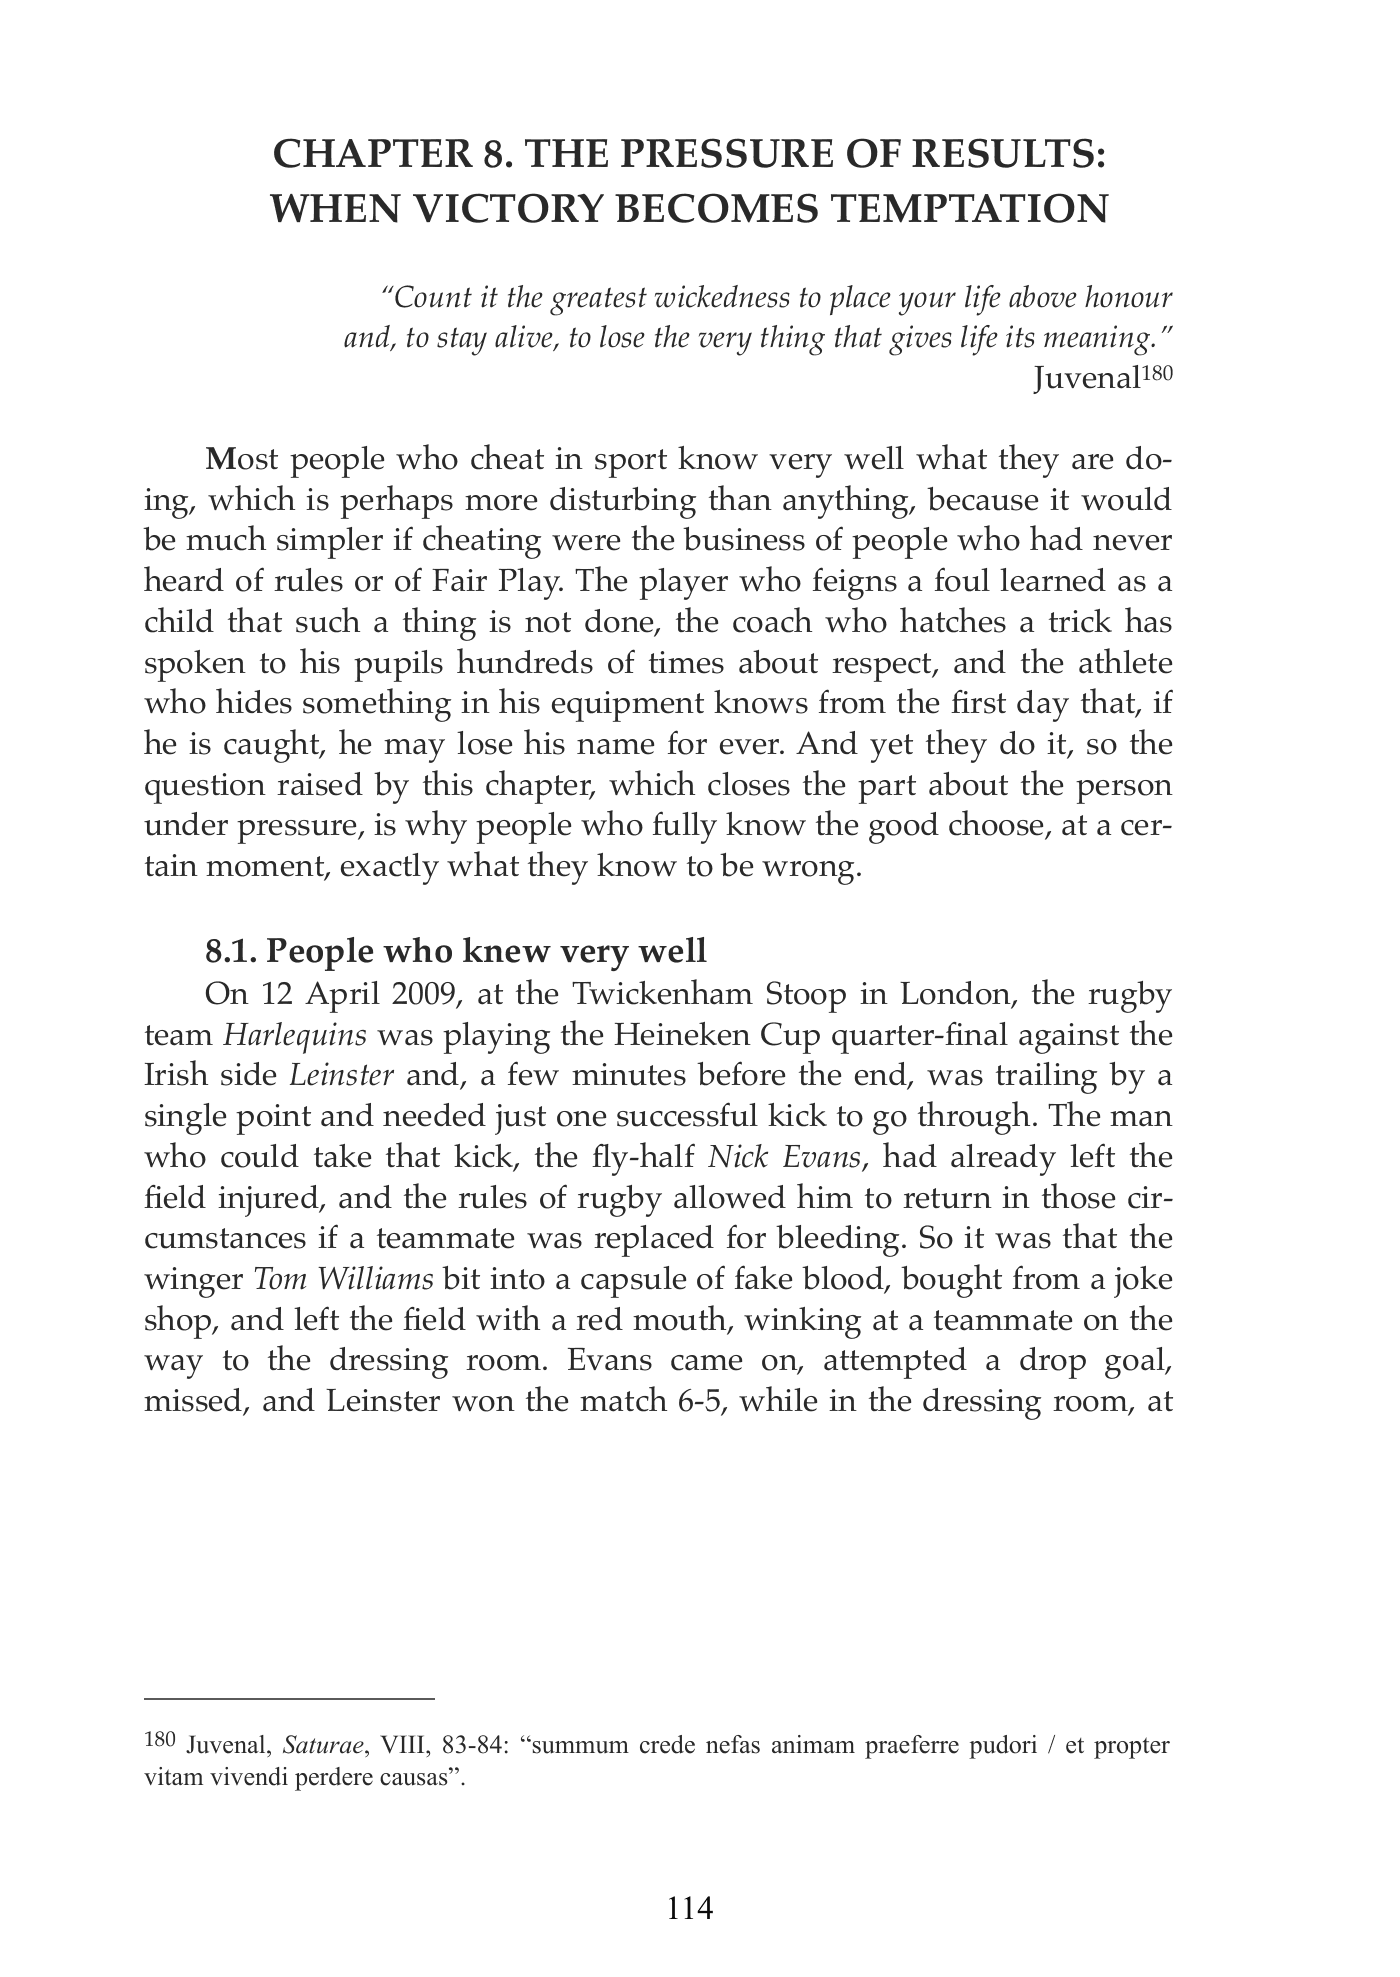 CHAPTER 8. THE PRESSURE OF RESULTS:
WHEN VICTORY BECOMES TEMPTATION
“Count it the greatest wickedness to place your life above honour
and, to stay alive, to lose the very thing that gives life its meaning.”
Juvenal180
Most people who cheat in sport know very well what they are do-
ing, which is perhaps more disturbing than anything, because it would
be much simpler if cheating were the business of people who had never
heard of rules or of Fair Play. The player who feigns a foul learned as a
child that such a thing is not done, the coach who hatches a trick has
spoken to his pupils hundreds of times about respect, and the athlete
who hides something in his equipment knows from the first day that, if
he is caught, he may lose his name for ever. And yet they do it, so the
question raised by this chapter, which closes the part about the person
under pressure, is why people who fully know the good choose, at a cer-
tain moment, exactly what they know to be wrong.
8.1. People who knew very well
On 12 April 2009, at the Twickenham Stoop in London, the rugby
team Harlequins was playing the Heineken Cup quarter-final against the
Irish side Leinster and, a few minutes before the end, was trailing by a
single point and needed just one successful kick to go through. The man
who could take that kick, the fly-half Nick Evans, had already left the
field injured, and the rules of rugby allowed him to return in those cir-
cumstances if a teammate was replaced for bleeding. So it was that the
winger Tom Williams bit into a capsule of fake blood, bought from a joke
shop, and left the field with a red mouth, winking at a teammate on the
way to the dressing room. Evans came on, attempted a drop goal,
missed, and Leinster won the match 6-5, while in the dressing room, at
180 Juvenal, Saturae, VIII, 83-84: “summum crede nefas animam praeferre pudori / et propter
vitam vivendi perdere causas”.
114